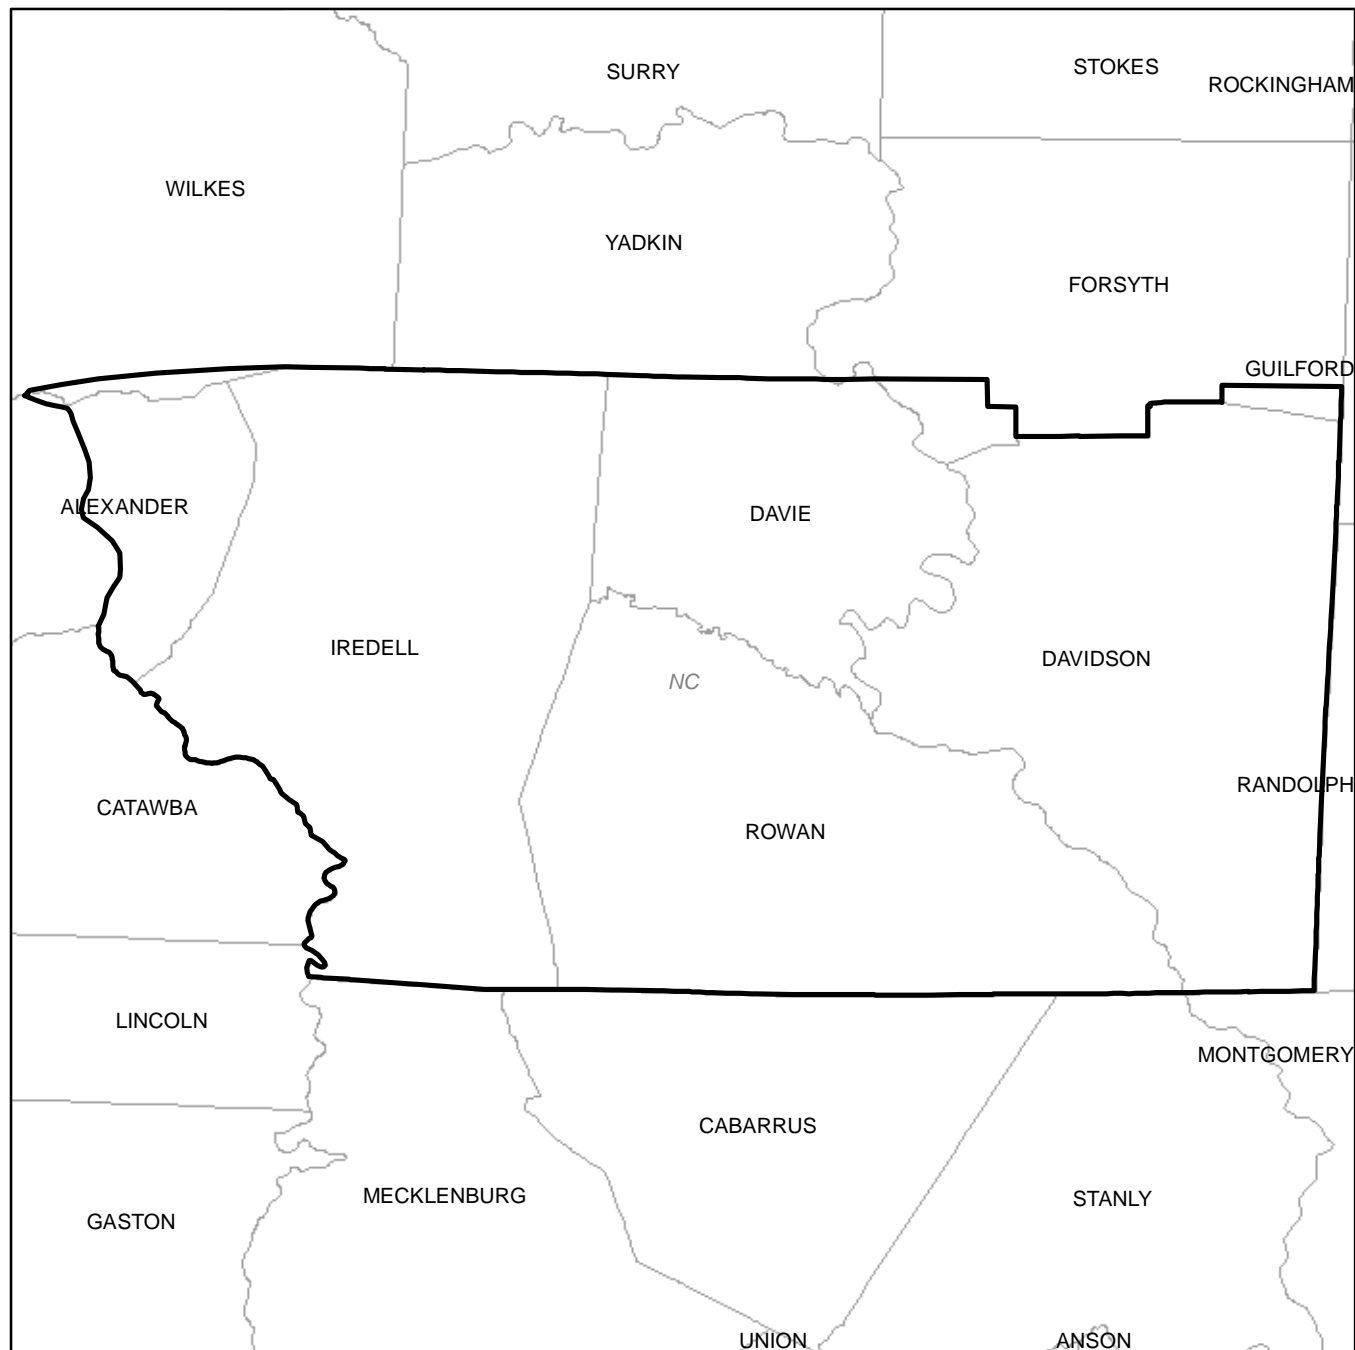 SURRY
STOKES
ROCKINGHAM
WILKES
YADKIN
FORSYTH
GUILFORD
ALEXANDER
DAVIE
IREDELL
DAVIDSON
NC
RANDOLPH
CATAWBA
ROWAN
LINCOLN
MONTGOMERY
CABARRUS
MECKLENBURG
STANLY
GASTON
UNION
ANSON